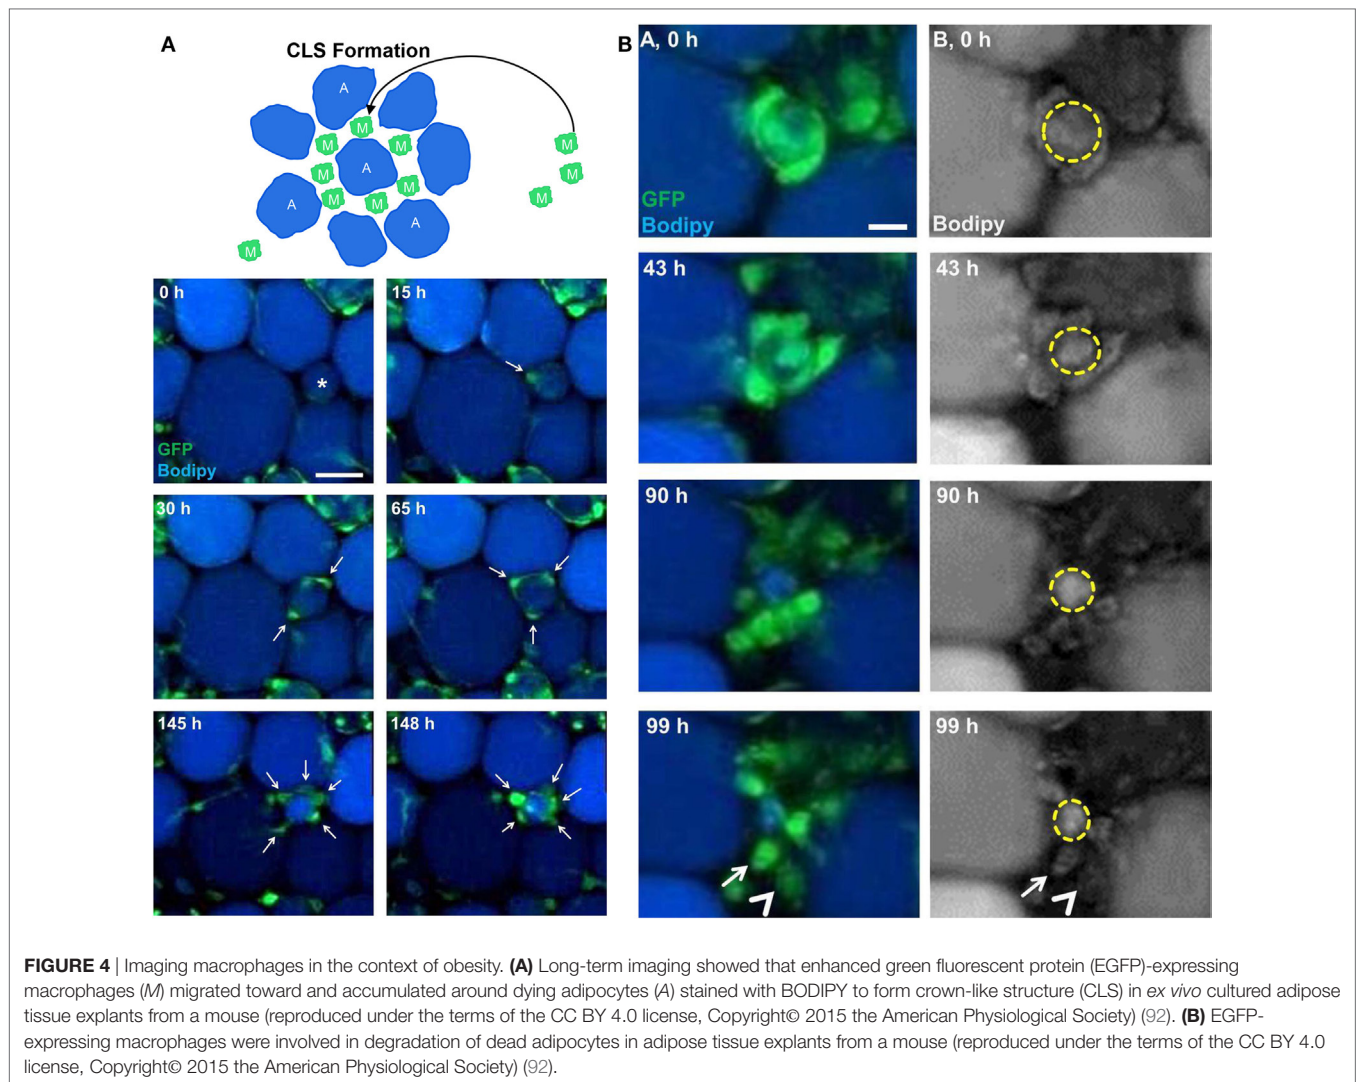 A
CLS Formation
A
M
M
M
M
A
M
M
M
M
M
M
A
M
M
A
M
0 h
*
GFP
Bodipy
15 h
30 h
65 h
145 h
148 h
B
A, 0 h
GFP
Bodipy
B, 0 h
Bodipy
43 h
43 h
90 h
90 h
99 h
99 h
FIGURE 4 | Imaging macrophages in the context of obesity. (A) Long-term imaging showed that enhanced green fluorescent protein (EGFP)-expressing
macrophages (M) migrated toward and accumulated around dying adipocytes (A) stained with BODIPY to form crown-like structure (CLS) in ex vivo cultured adipose
tissue explants from a mouse (reproduced under the terms of the CC BY 4.0 license, Copyright© 2015 the American Physiological Society) (92). (B) EGFP-
expressing macrophages were involved in degradation of dead adipocytes in adipose tissue explants from a mouse (reproduced under the terms of the CC BY 4.0
license, Copyright© 2015 the American Physiological Society) (92).